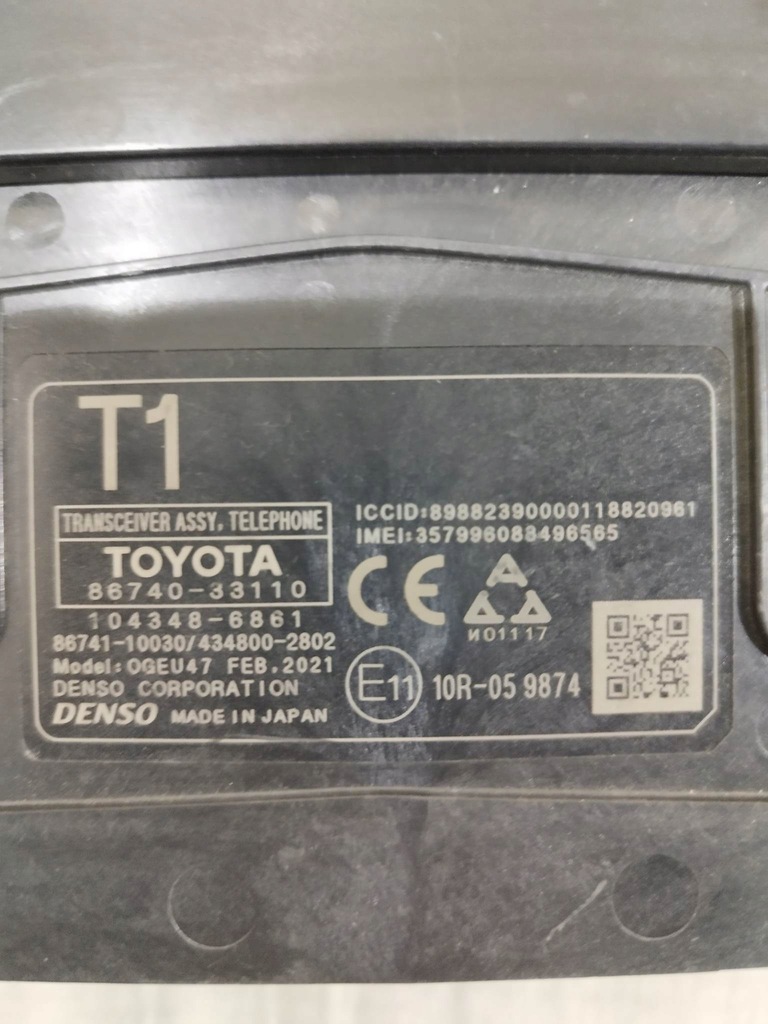 T1
TRANSCEIVER ASSY, TELEPHONE
TOYOTA
86740-33110
104348-6861
86741-10030/434800-2802
Model:OGEU47 FEB.2021
DENSO CORPORATION
DENSO MADE IN JAPAN
ICCID:89882390000118820961
IMEI:357996088496565
CE
И01117
E11 10R-05 9874